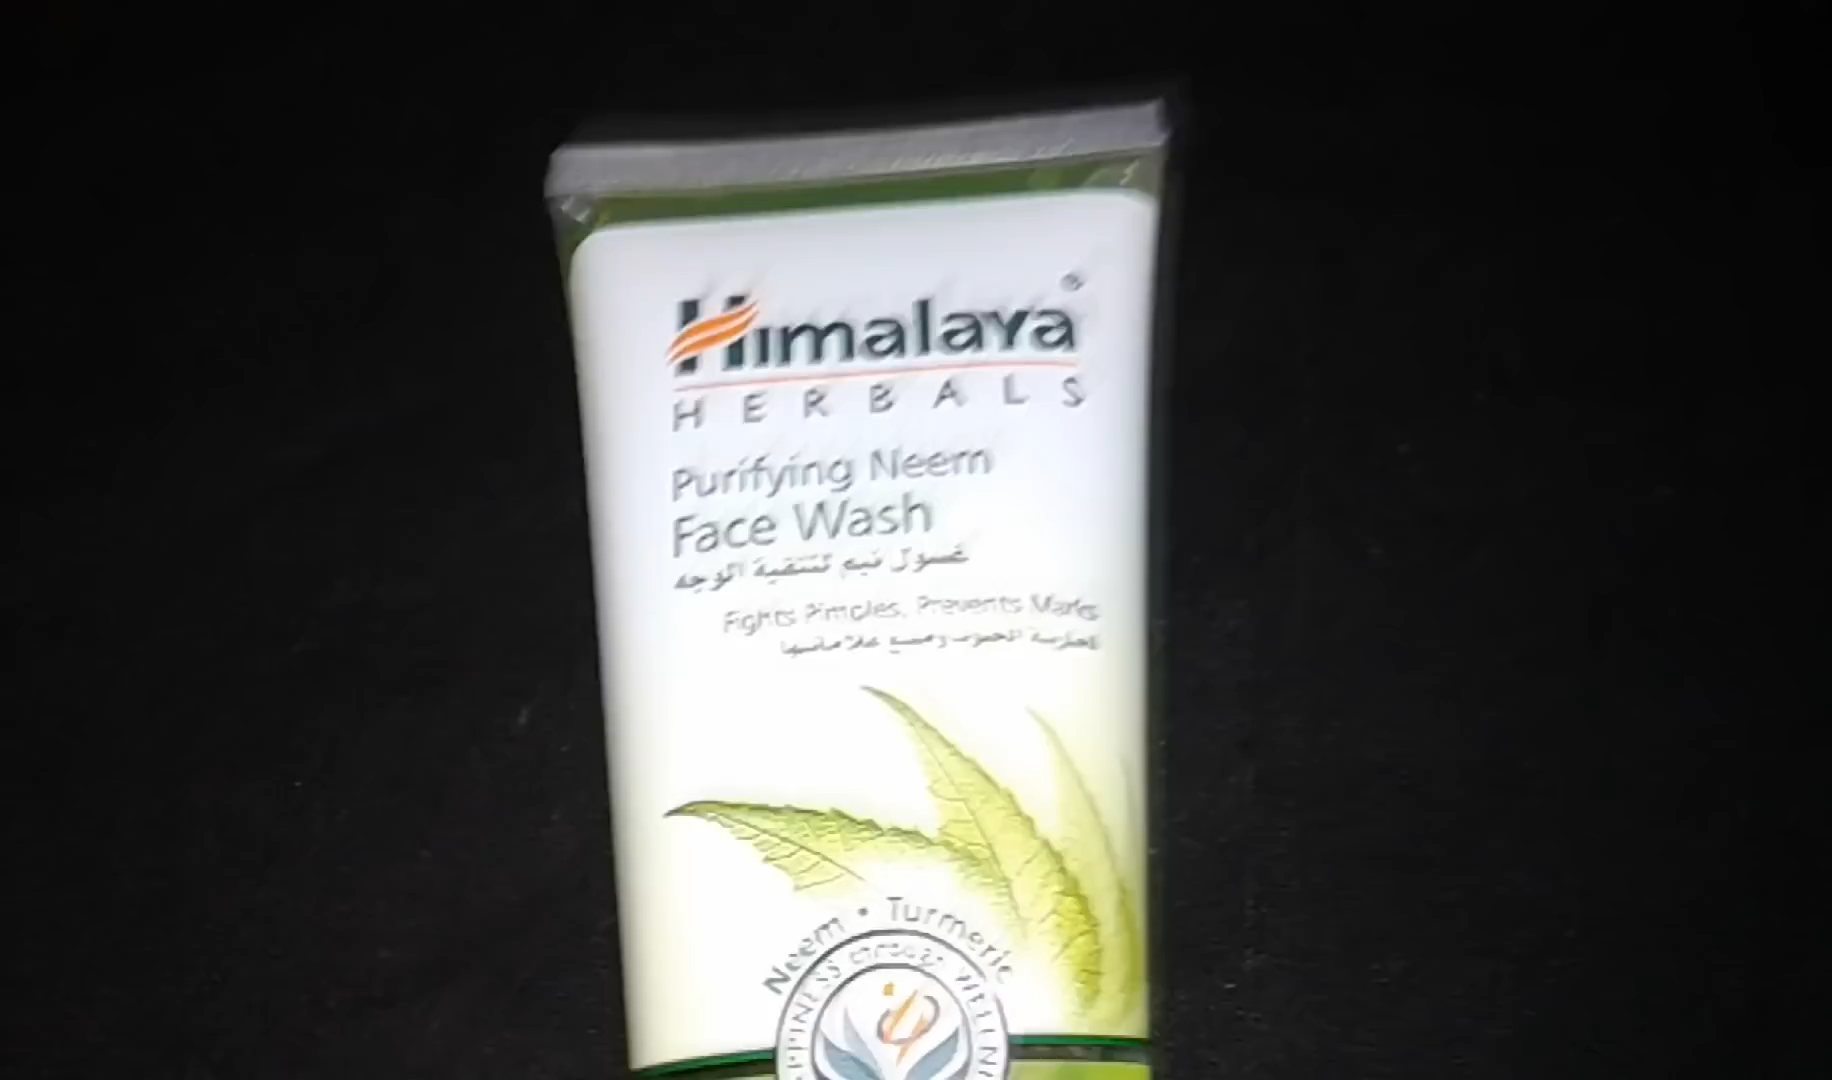 Himalaya®
HERBALS
Purifying Neem
Face Wash
غسول نيم لتنقية الوجه
Fights Pimples, Prevents Marks
Neem • Turmeric